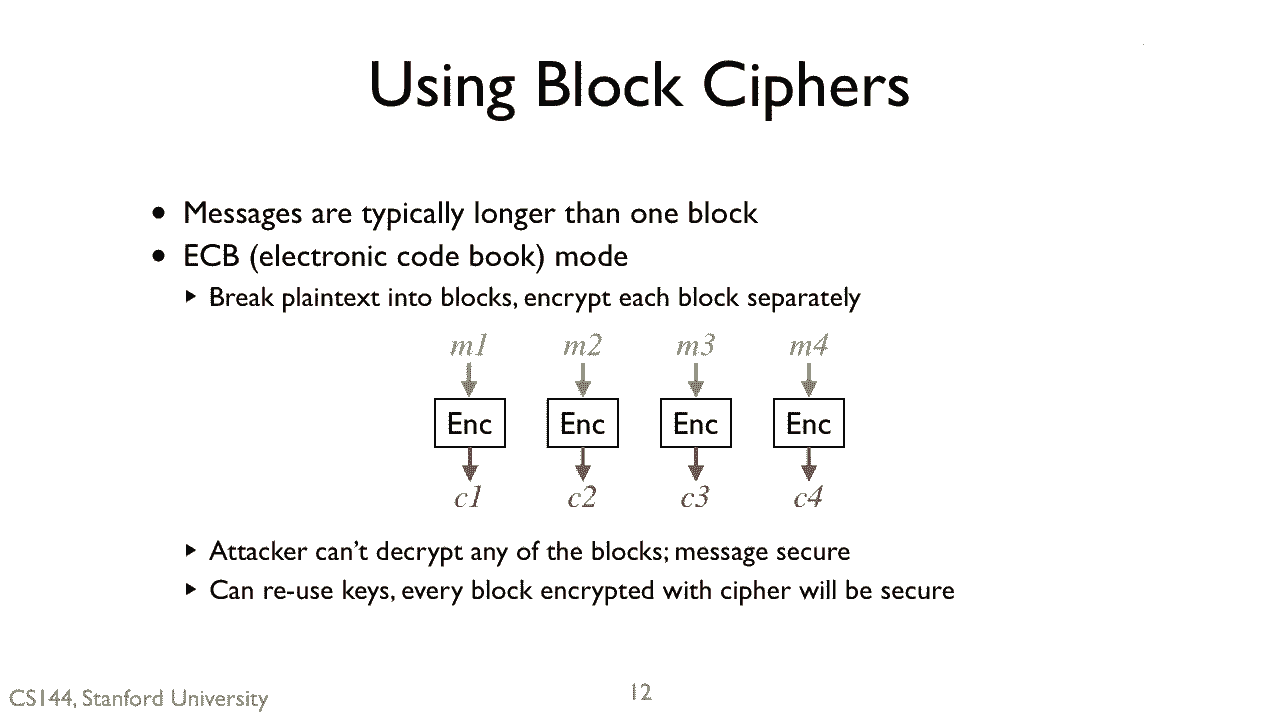 Using Block Ciphers
• Messages are typically longer than one block
• ECB (electronic code book) mode
‣ Break plaintext into blocks, encrypt each block separately
m1 m2 m3 m4
Enc Enc Enc Enc
c1 c2 c3 c4
‣ Attacker can’t decrypt any of the blocks; message secure
‣ Can re-use keys, every block encrypted with cipher will be secure
CS144, Stanford University 12